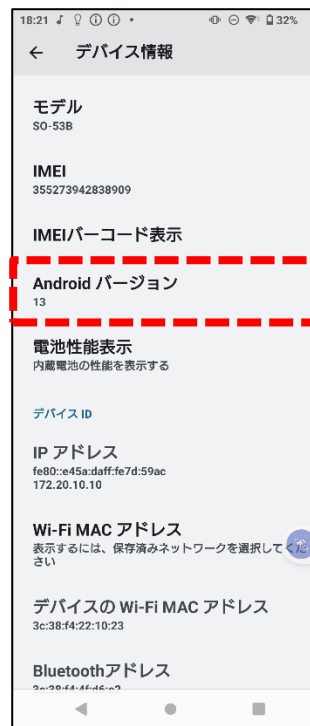 18:21
32%
デバイス情報
モデル
SO-53B
IMEI
355273942838909
IMEIバーコード表示
Android バージョン
13
電池性能表示
内蔵電池の性能を表示する
デバイス ID
IP アドレス
fe80::e45a:daff:fe7d:59ac
172.20.10.10
Wi-Fi MAC アドレス
表示するには、保存済みネットワークを選択してくだ
さい
デバイスの Wi-Fi MAC アドレス
3c:38:f4:22:10:23
Bluetoothアドレス
3c:38:f4:4f:d6:e2